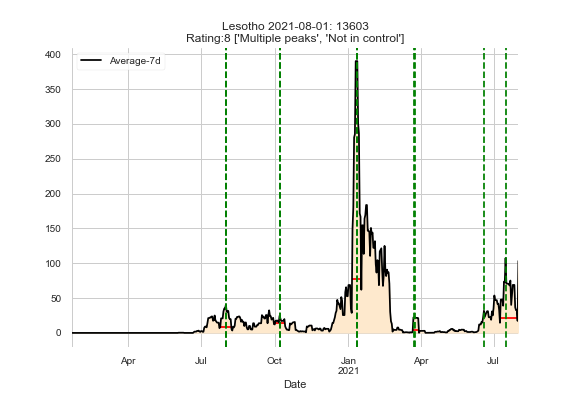 Lesotho 2021-08-01: 13603
Rating:8 ['Multiple peaks', 'Not in control']
Average-7d
400
350
300
250
200
150
100
50
0
Apr
Jul
Oct
Jan
2021
Apr
Jul
Date